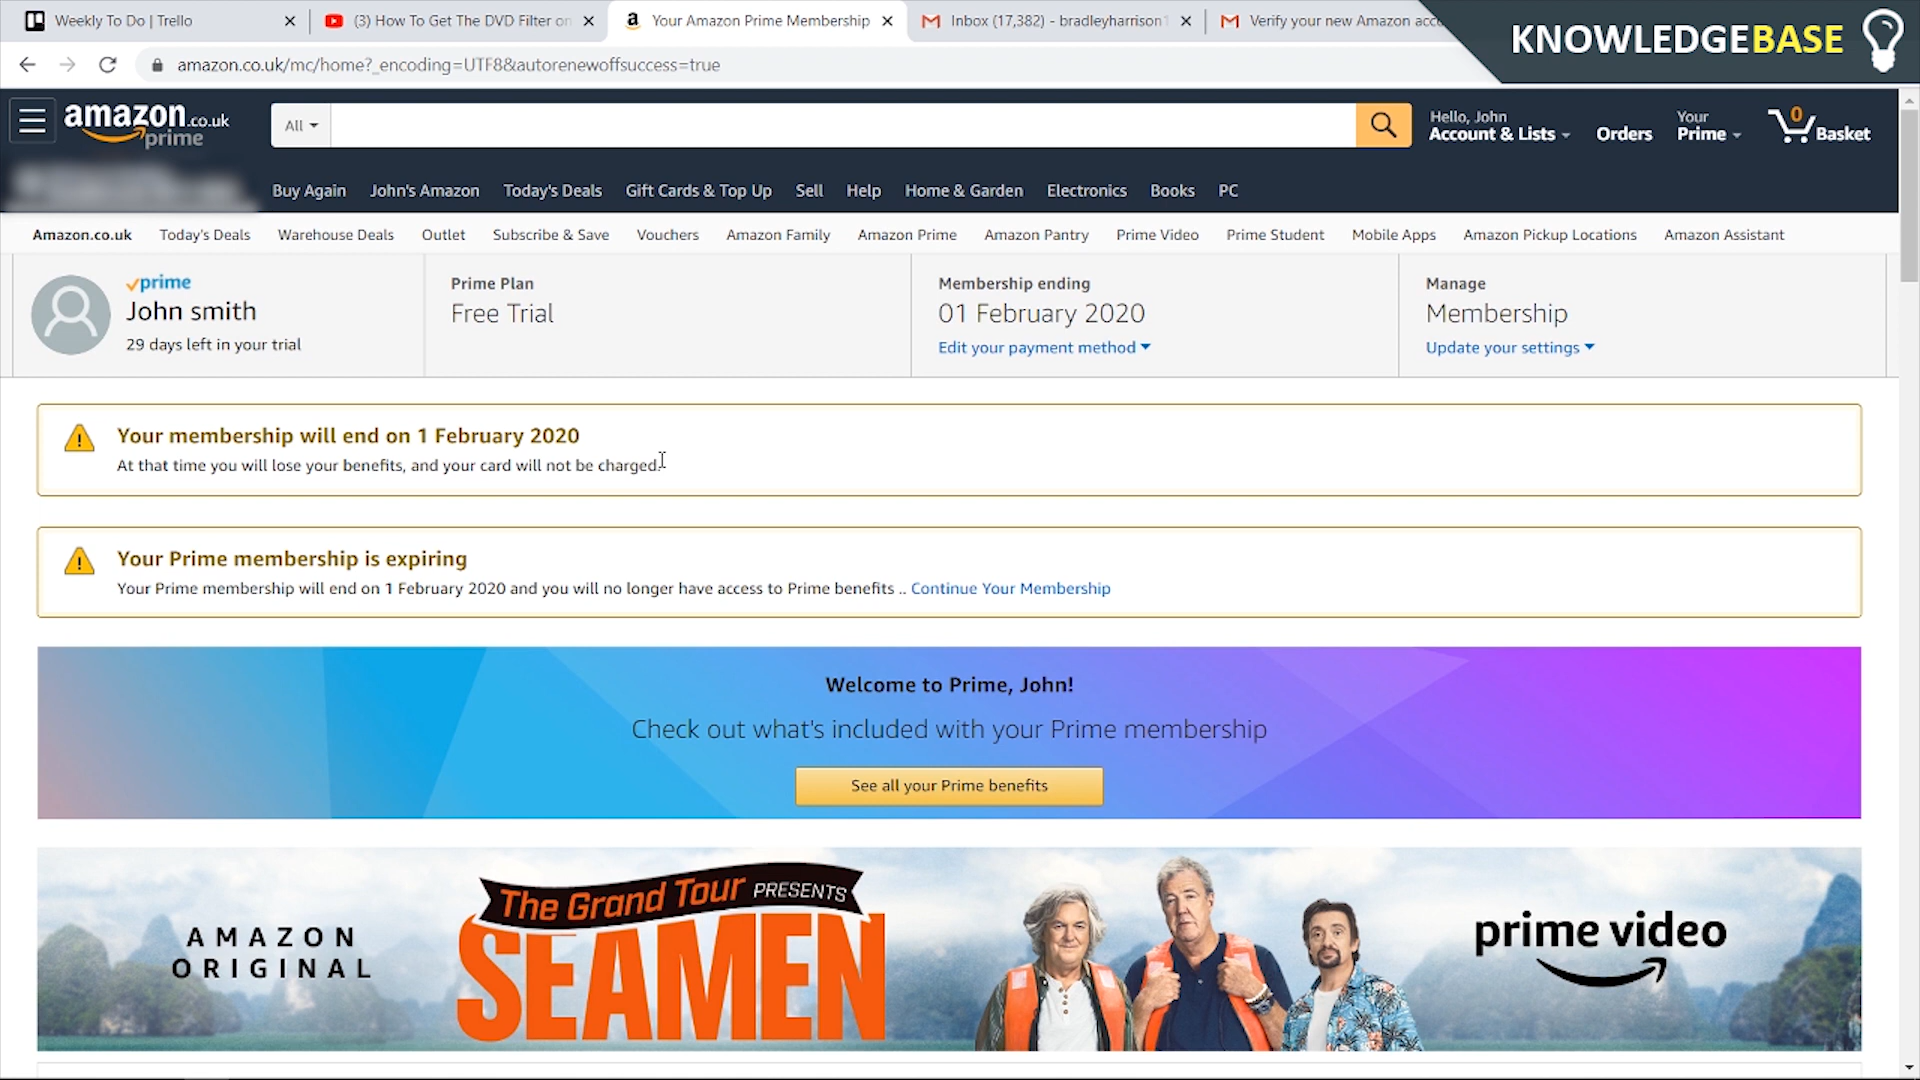 Weekly To Do | Trello
(3) How To Get The DVD Filter on
Your Amazon Prime Membership
Inbox (17,382) - bradleyharrison1
Verify your new Amazon acco
KNOWLEDGEBASE
amazon.co.uk/mc/home?_encoding=UTF8&autorenewoffsuccess=true
amazon.co.uk
prime
All
Hello, John
Account & Lists
Orders
Your
Prime
0
Basket
Buy Again
John's Amazon
Today's Deals
Gift Cards & Top Up
Sell
Help
Home & Garden
Electronics
Books
PC
Amazon.co.uk
Today's Deals
Warehouse Deals
Outlet
Subscribe & Save
Vouchers
Amazon Family
Amazon Prime
Amazon Pantry
Prime Video
Prime Student
Mobile Apps
Amazon Pickup Locations
Amazon Assistant
prime
John smith
29 days left in your trial
Prime Plan
Free Trial
Membership ending
01 February 2020
Edit your payment method
Manage
Membership
Update your settings
Your membership will end on 1 February 2020
At that time you will lose your benefits, and your card will not be charged.
Your Prime membership is expiring
Your Prime membership will end on 1 February 2020 and you will no longer have access to Prime benefits .. Continue Your Membership
Welcome to Prime, John!
Check out what's included with your Prime membership
See all your Prime benefits
AMAZON
ORIGINAL
The Grand Tour PRESENTS
SEAMEN
prime video